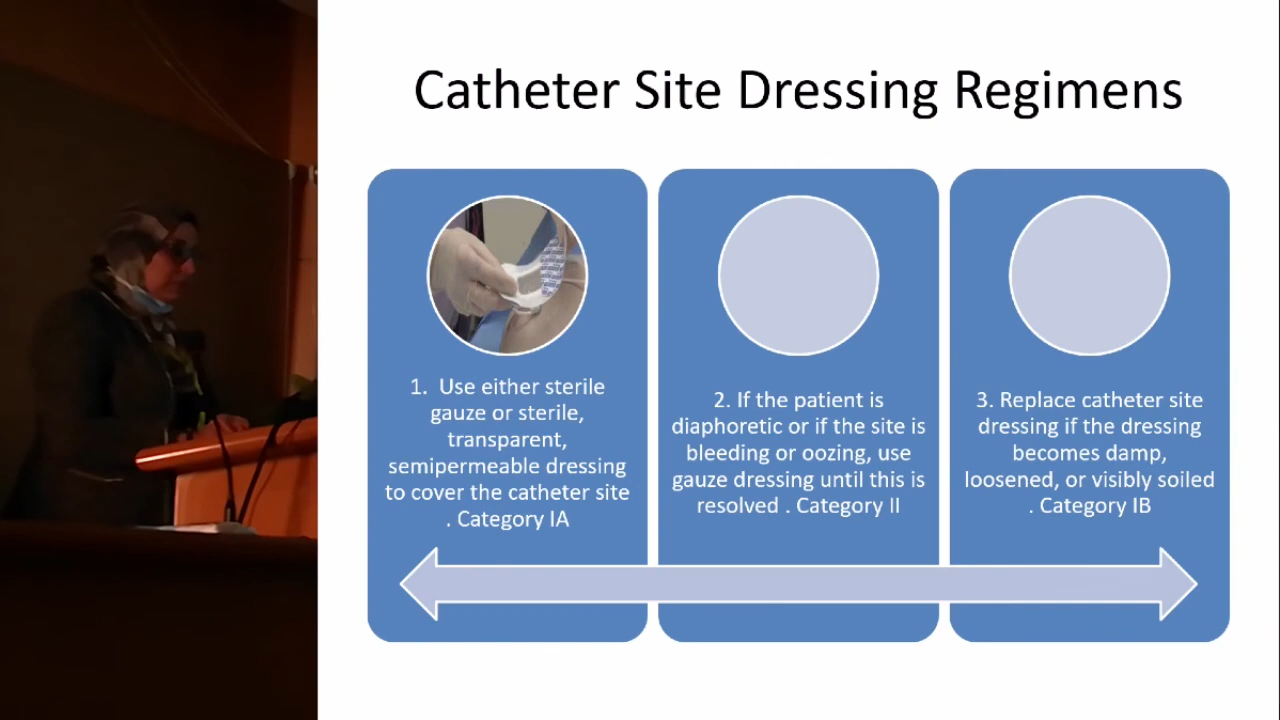 Catheter Site Dressing Regimens
1. Use either sterile
gauze or sterile,
transparent,
semipermeable dressing
to cover the catheter site
. Category IA
2. If the patient is
diaphoretic or if the site is
bleeding or oozing, use
gauze dressing until this is
resolved . Category II
3. Replace catheter site
dressing if the dressing
becomes damp,
loosened, or visibly soiled
. Category IB